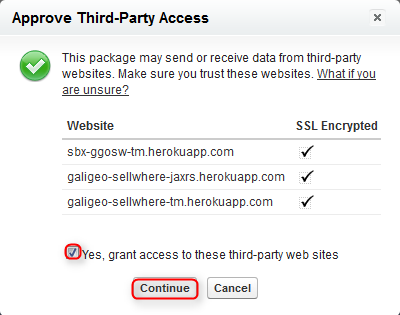 Approve Third-Party Access
This package may send or receive data from third-party
websites. Make sure you trust these websites. What if you
are unsure?
Website SSL Encrypted
sbx-ggosw-tm.herokuapp.com
galigeo-sellwhere-jaxrs.herokuapp.com
galigeo-sellwhere-tm.herokuapp.com
Yes, grant access to these third-party web sites
Continue Cancel